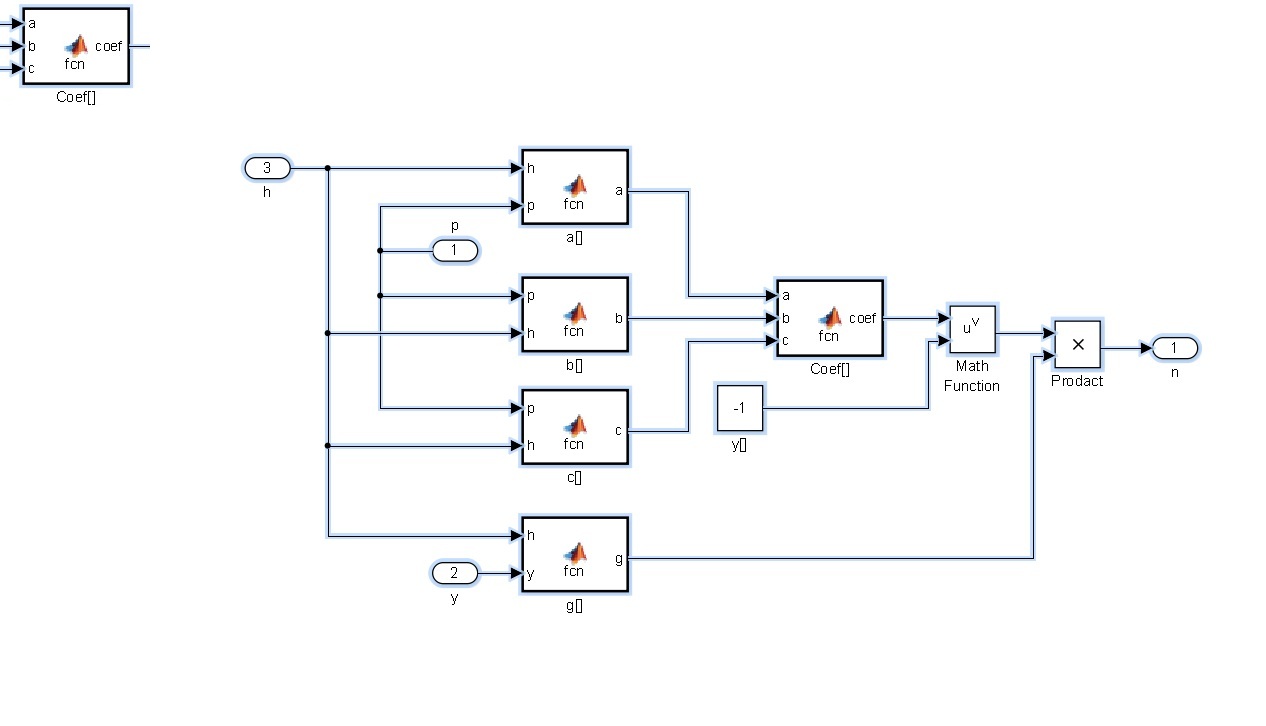 a
b
c
coef
fcn
Coef[]
3
h
h
p
a
fcn
a[]
p
1
p
h
b
fcn
b[]
p
h
c
fcn
c[]
a
b
c
coef
fcn
Coef[]
-1
y[]
u^v
Math
Function
×
Prodact
1
n
h
y
g
fcn
g[]
2
y